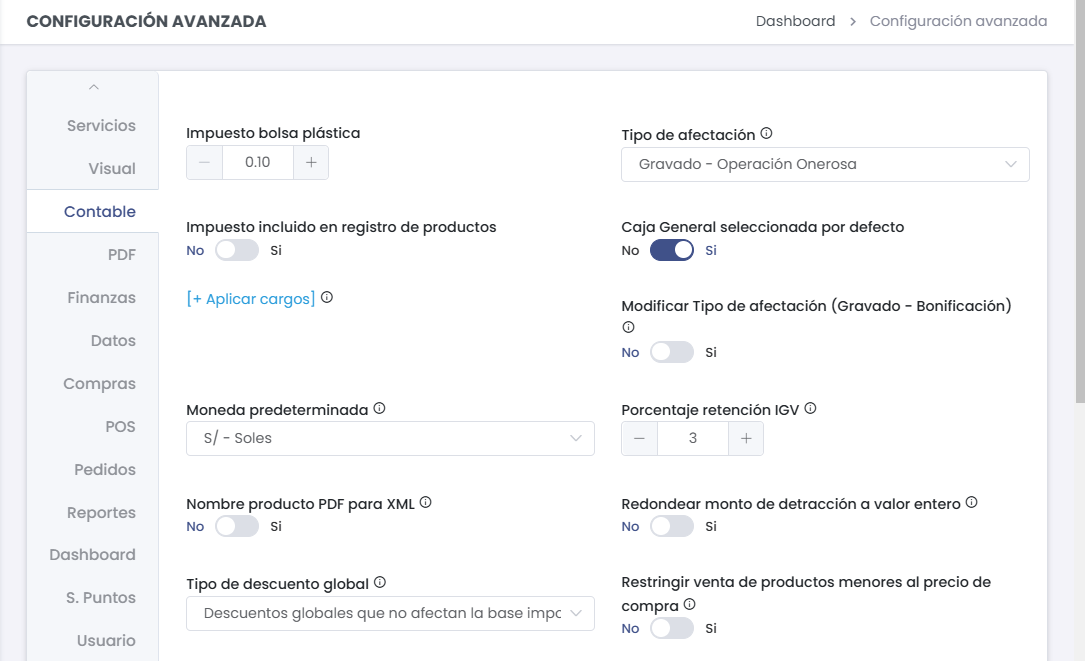 CONFIGURACIÓN AVANZADA
Dashboard > Configuración avanzada
Servicios
Visual
Contable
PDF
Finanzas
Datos
Compras
POS
Pedidos
Reportes
Dashboard
S. Puntos
Usuario
Impuesto bolsa plástica
− 0.10 +
Tipo de afectación
Gravado - Operación Onerosa
Impuesto incluido en registro de productos
No Si
Caja General seleccionada por defecto
No Si
[+ Aplicar cargos]
Modificar Tipo de afectación (Gravado - Bonificación)
No Si
Moneda predeterminada
S/ - Soles
Porcentaje retención IGV
− 3 +
Nombre producto PDF para XML
No Si
Redondear monto de detracción a valor entero
No Si
Tipo de descuento global
Descuentos globales que no afectan la base impo
Restringir venta de productos menores al precio de
compra
No Si